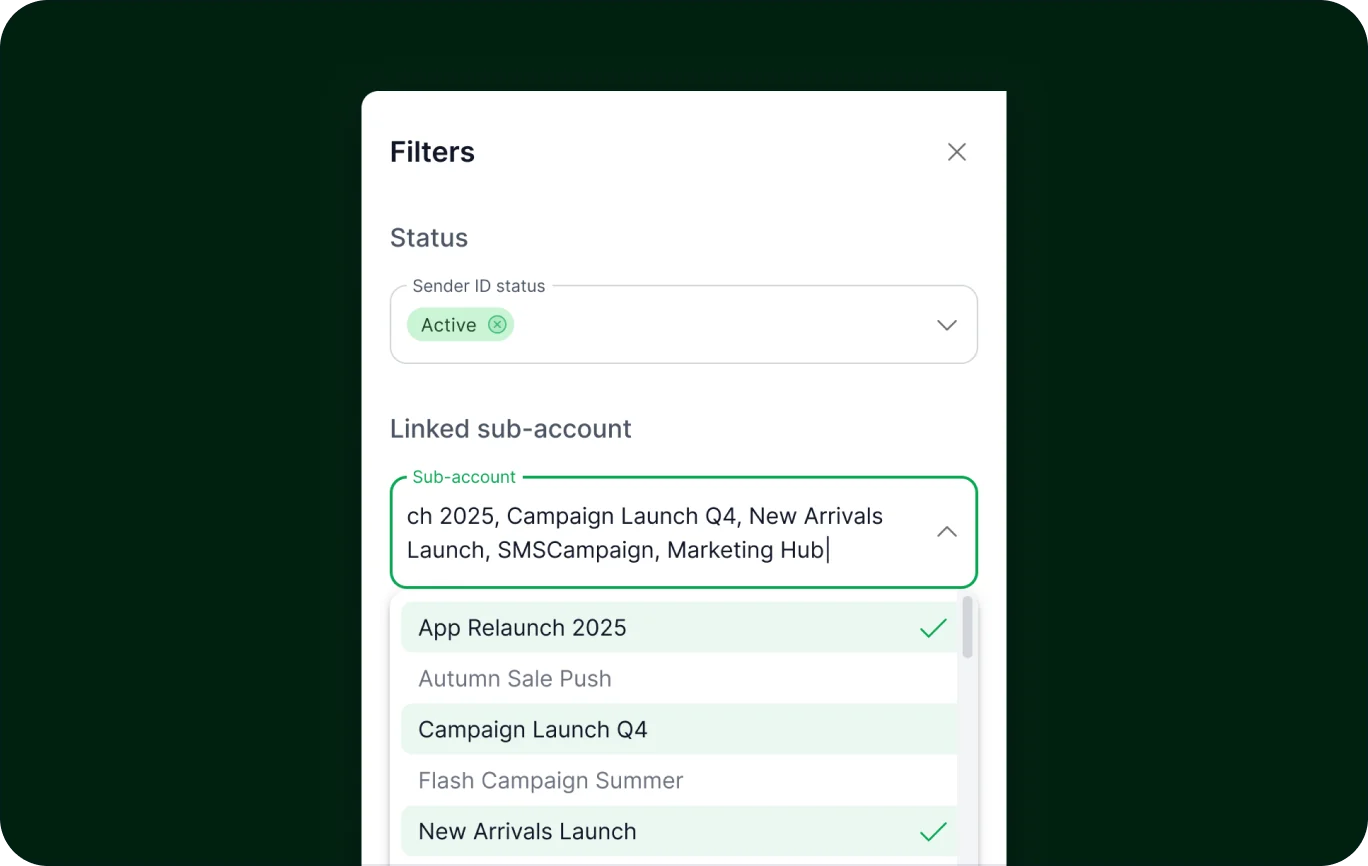 Filters
Status
Sender ID status
Active
Linked sub-account
Sub-account
ch 2025, Campaign Launch Q4, New Arrivals
Launch, SMSCampaign, Marketing Hub
App Relaunch 2025
Autumn Sale Push
Campaign Launch Q4
Flash Campaign Summer
New Arrivals Launch